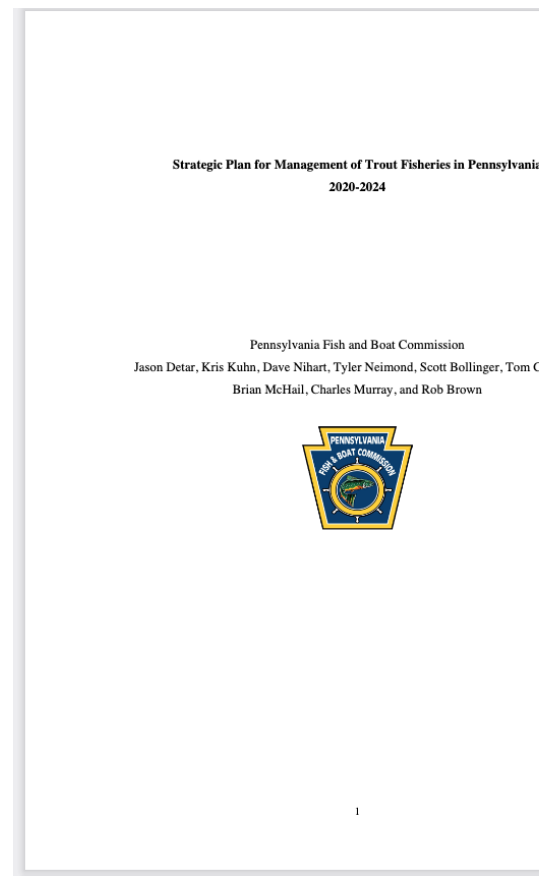 Strategic Plan for Management of Trout Fisheries in Pennsylvania
2020-2024
Pennsylvania Fish and Boat Commission
Jason Detar, Kris Kuhn, Dave Nihart, Tyler Neimond, Scott Bollinger, Tom
Brian McHail, Charles Murray, and Rob Brown
PENNSYLVANIA
FISH & BOAT COMMISSION
1